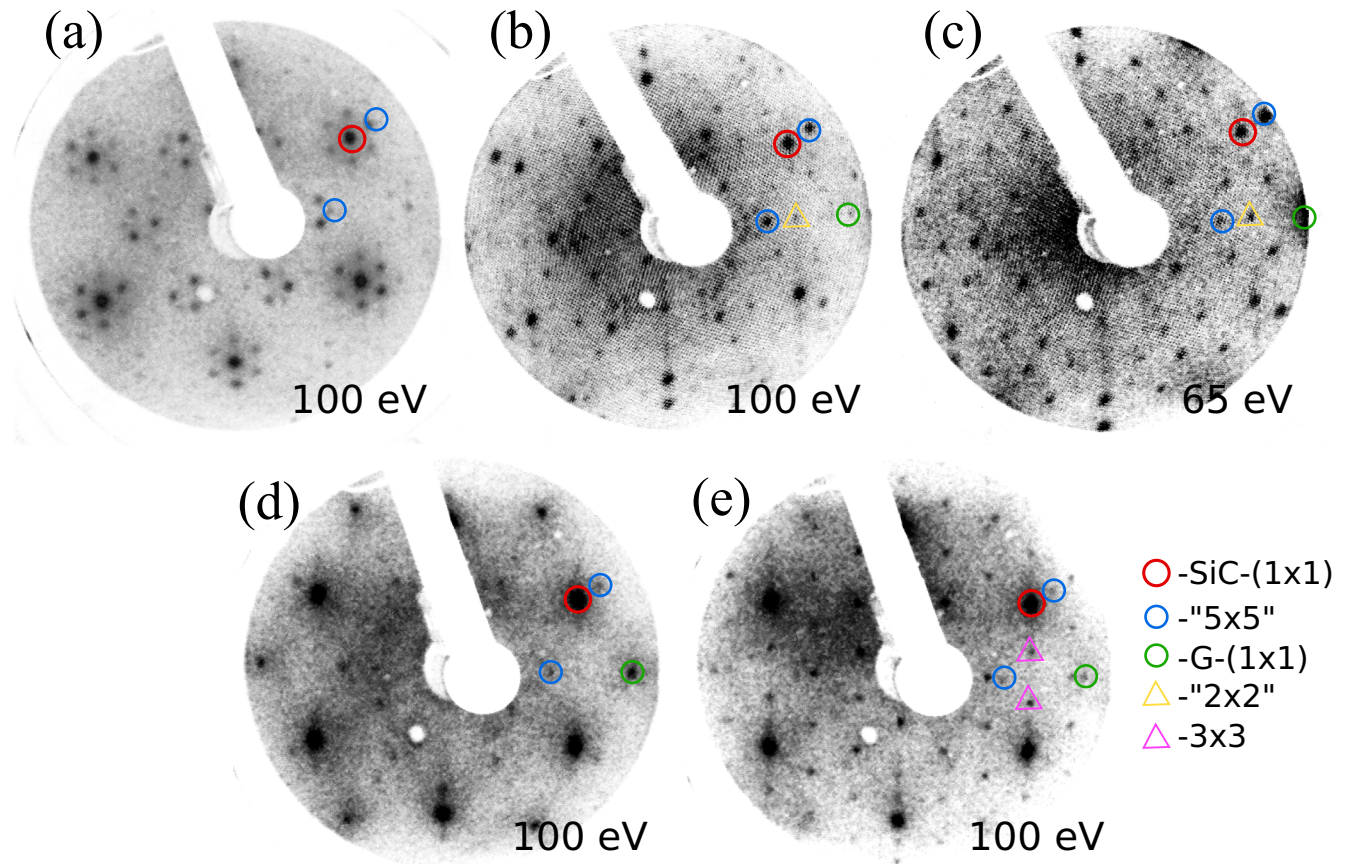 (a)
(b)
(c)
100 eV
100 eV
65 eV
(d)
(e)
-SiC-(1x1)
-"5x5"
-G-(1x1)
-"2x2"
-3x3
100 eV
100 eV